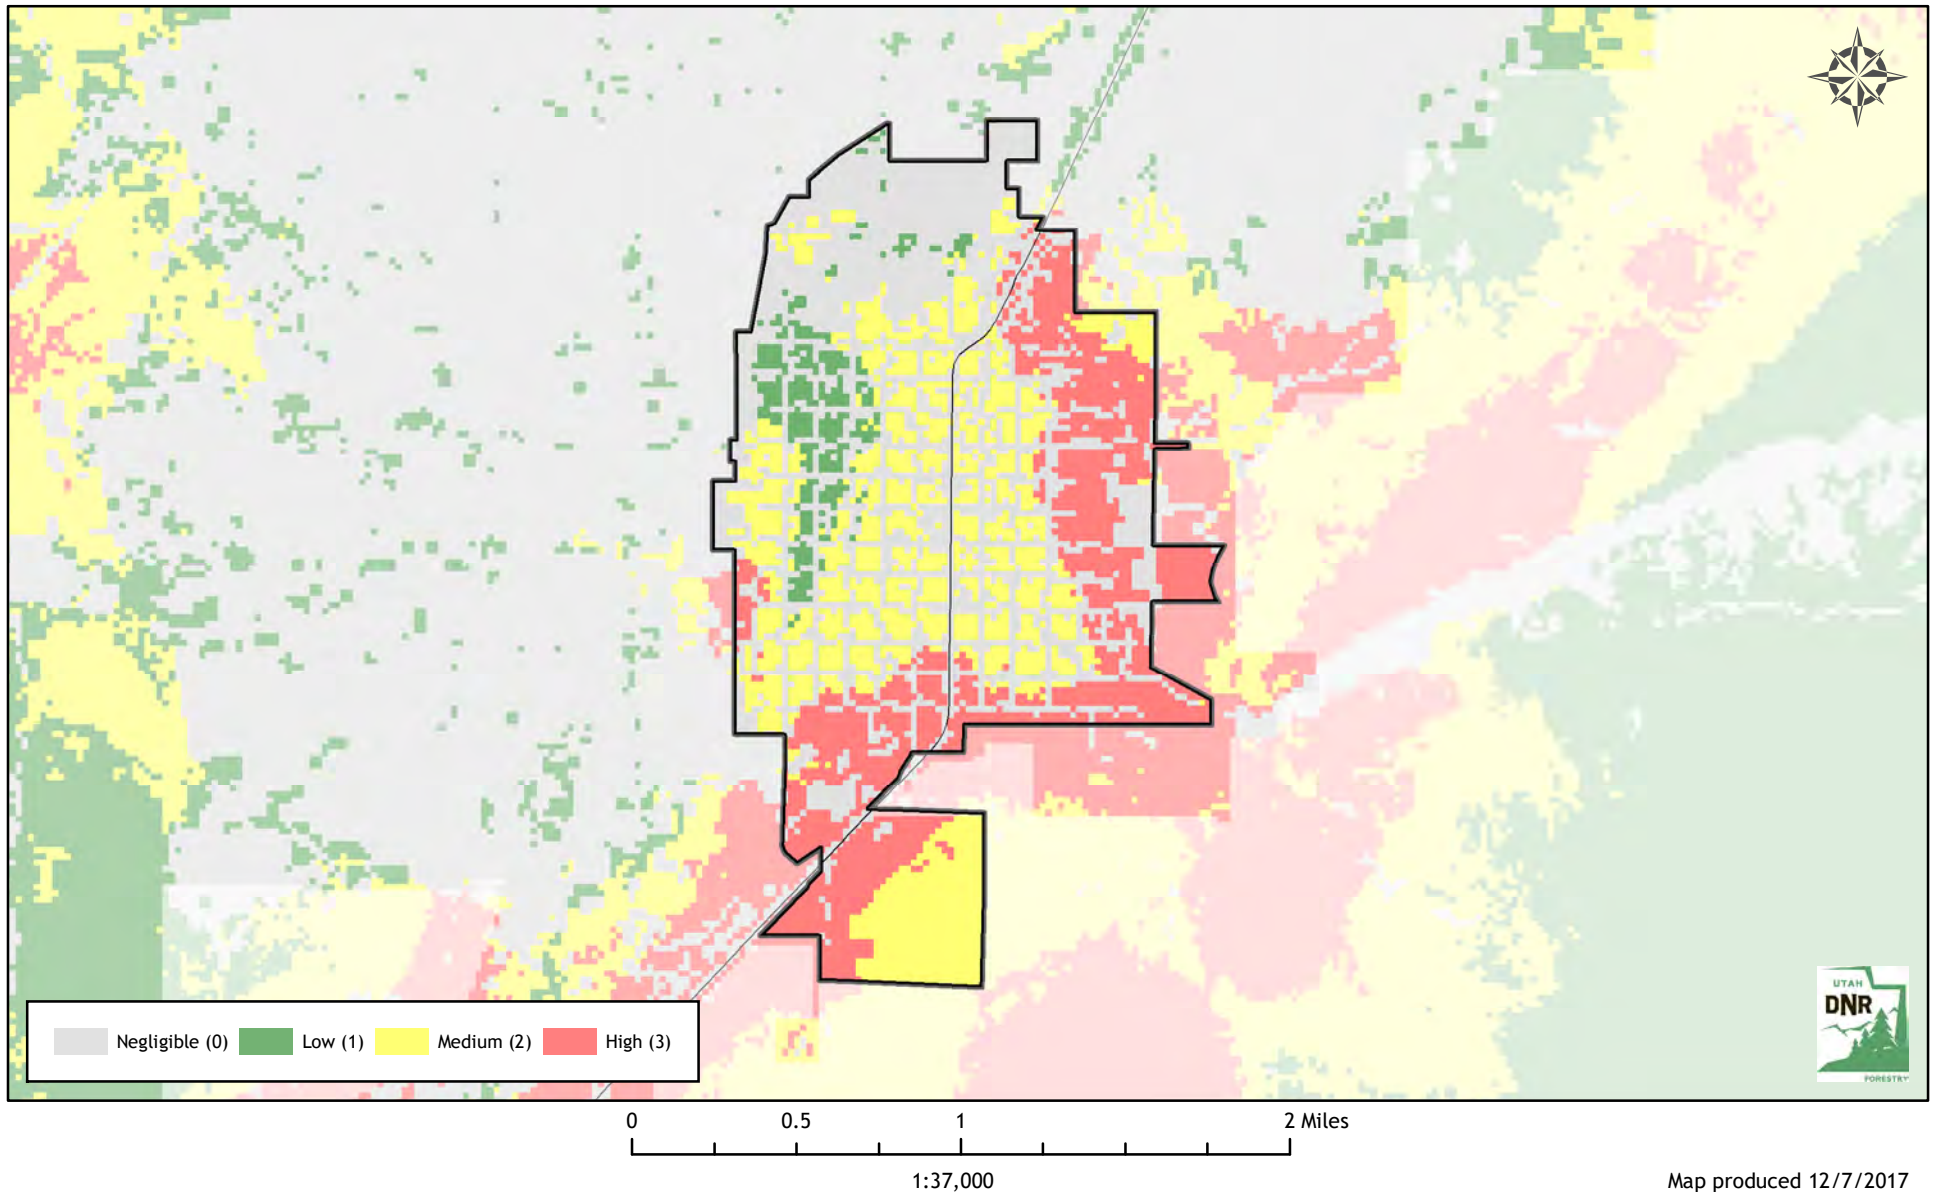 UTAH
DNR
FORESTRY
Negligible (0) Low (1) Medium (2) High (3)
0 0.5 1 2 Miles
1:37,000
Map produced 12/7/2017